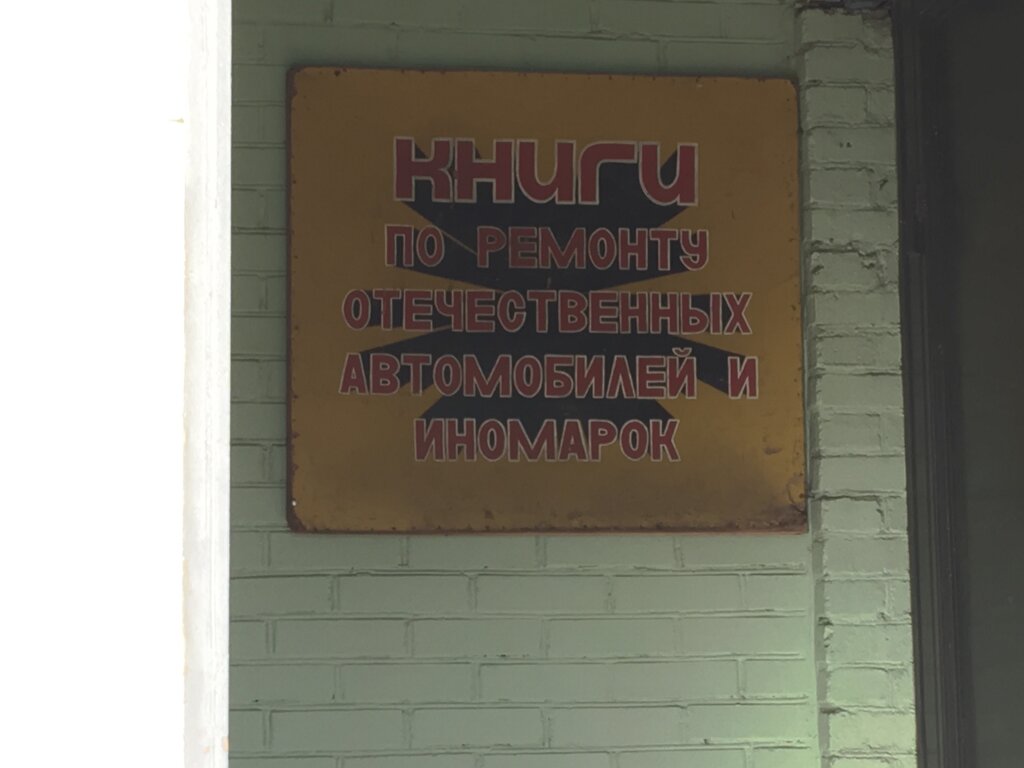 КНИГИ
ПО РЕМОНТУ
ОТЕЧЕСТВЕННЫХ
АВТОМОБИЛЕЙ И
ИНОМАРОК